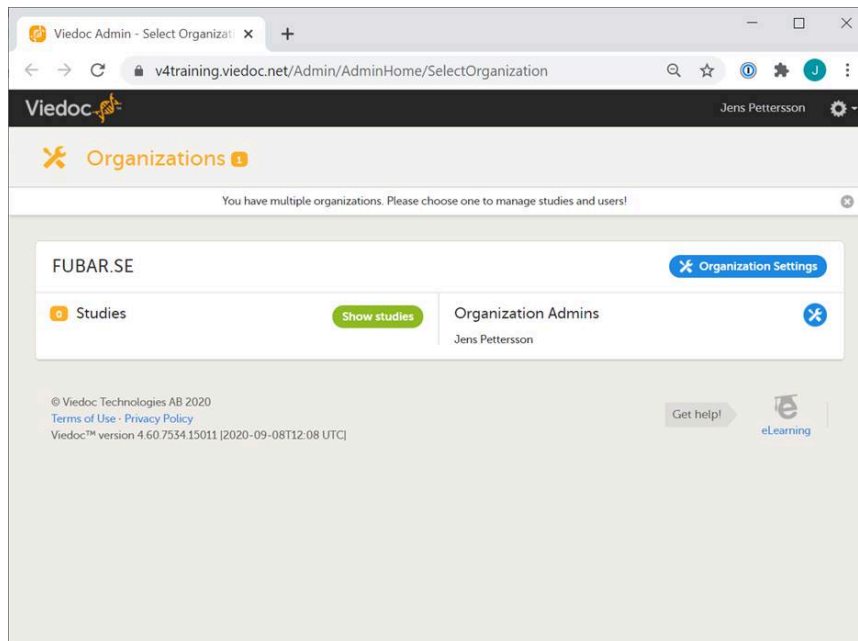 Viedoc Admin - Select Organizati
v4training.viedoc.net/Admin/AdminHome/SelectOrganization
J
Viedoc
Jens Pettersson
Organizations 1
You have multiple organizations. Please choose one to manage studies and users!
FUBAR.SE
Organization Settings
0 Studies
Show studies
Organization Admins
Jens Pettersson
© Viedoc Technologies AB 2020
Terms of Use · Privacy Policy
Viedoc™ version 4.60.7534.15011 [2020-09-08T12:08 UTC]
Get help!
eLearning